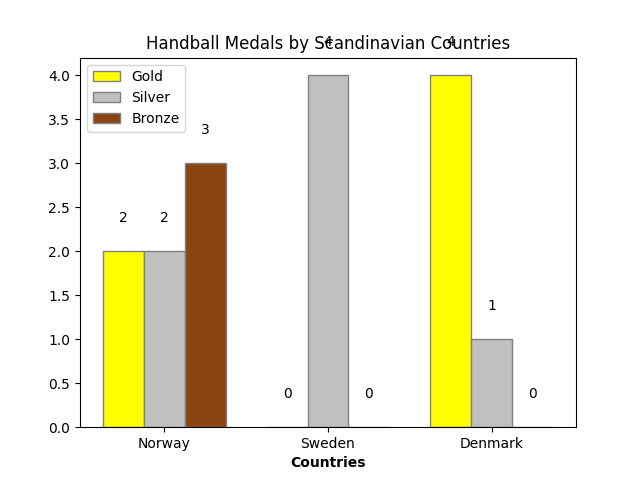 Handball Medals by Scandinavian Countries
4 4
Gold
Silver
Bronze
4.0
3.5
3.0
2.5
2.0
1.5
1.0
0.5
0.0
2 2 3
0 0
1 0
Norway Sweden Denmark
Countries